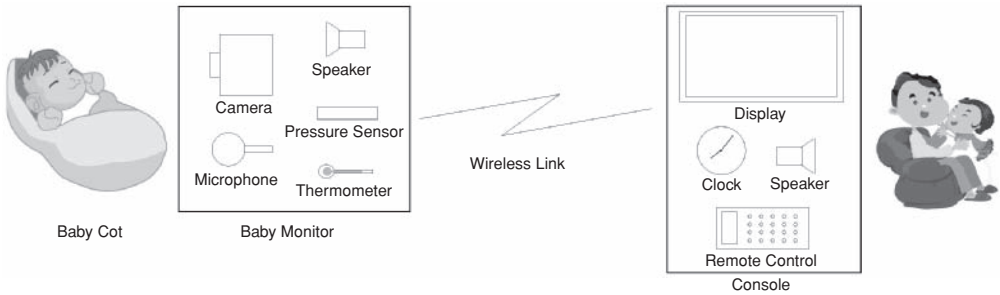 Camera
Speaker
Pressure Sensor
Microphone
Thermometer
Baby Cot
Baby Monitor
Wireless Link
Display
Clock
Speaker
Remote Control
Console